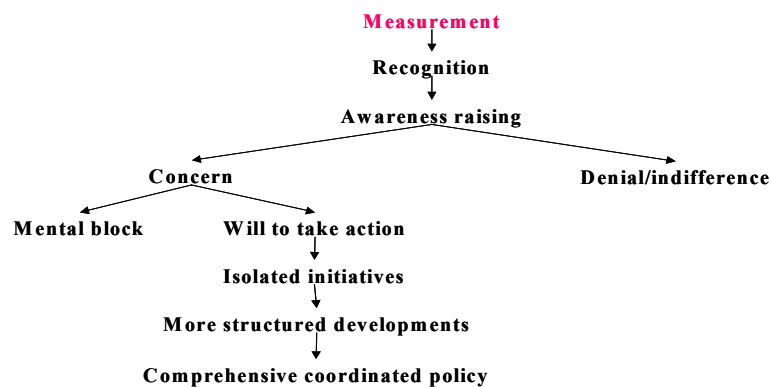 Measurement
Recognition
Awareness raising
Concern
Denial/indifference
Mental block
Will to take action
Isolated initiatives
More structured developments
Comprehensive coordinated policy